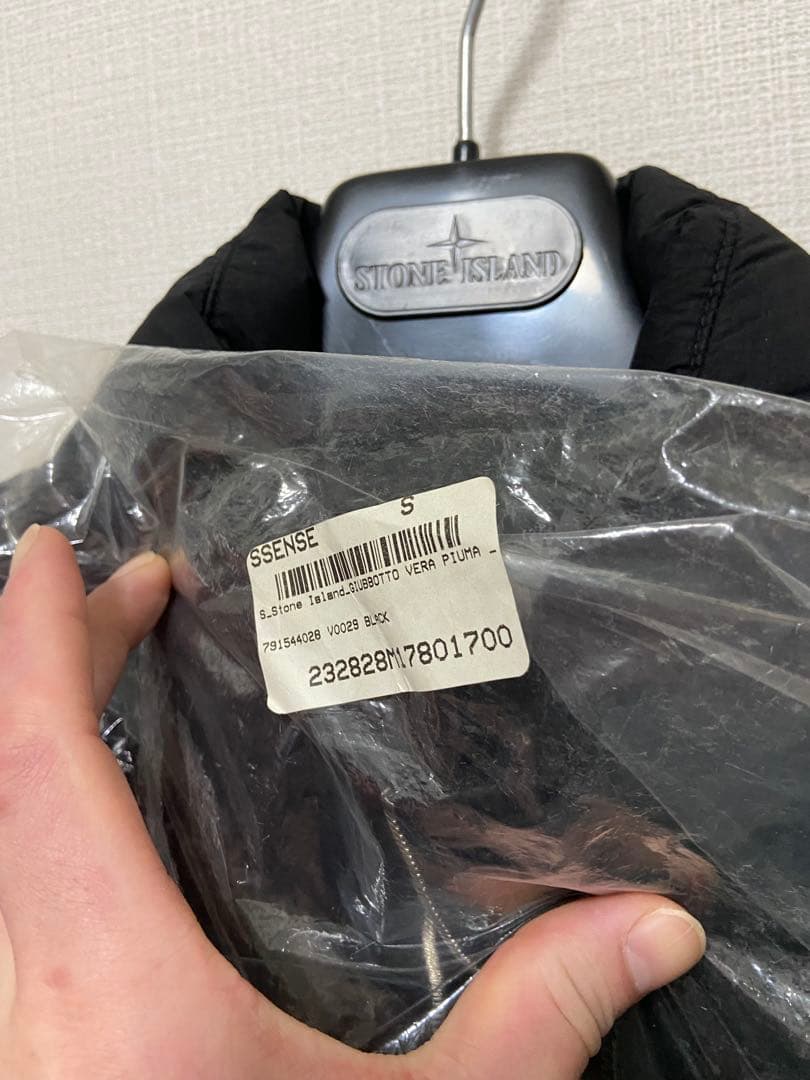 STONE ISLAND
SSENSE S
S_Stone Island_GIUBBOTTO VERA PIUMA -
791544028 V0029 BLACK
232828M17801700